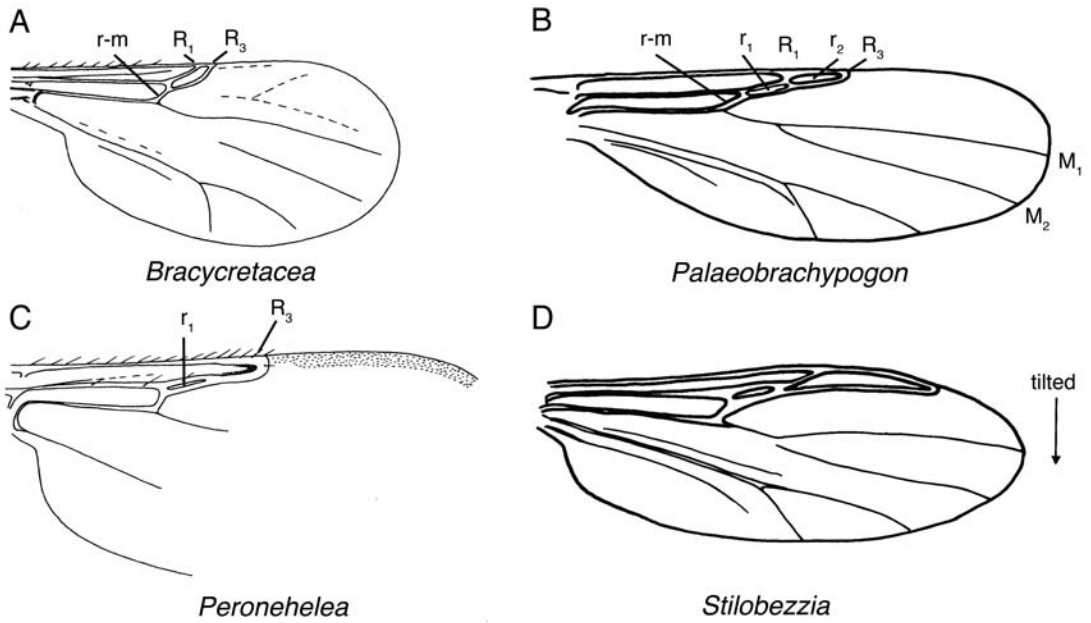 A
r-m R₁ R₃
Bracycretacea
B
r-m r₁ R₁ r₂ R₃
M₁
M₂
Palaeobrachypogon
C
r₁ R₃
Peronehelea
D
tilted
Stilobezzia